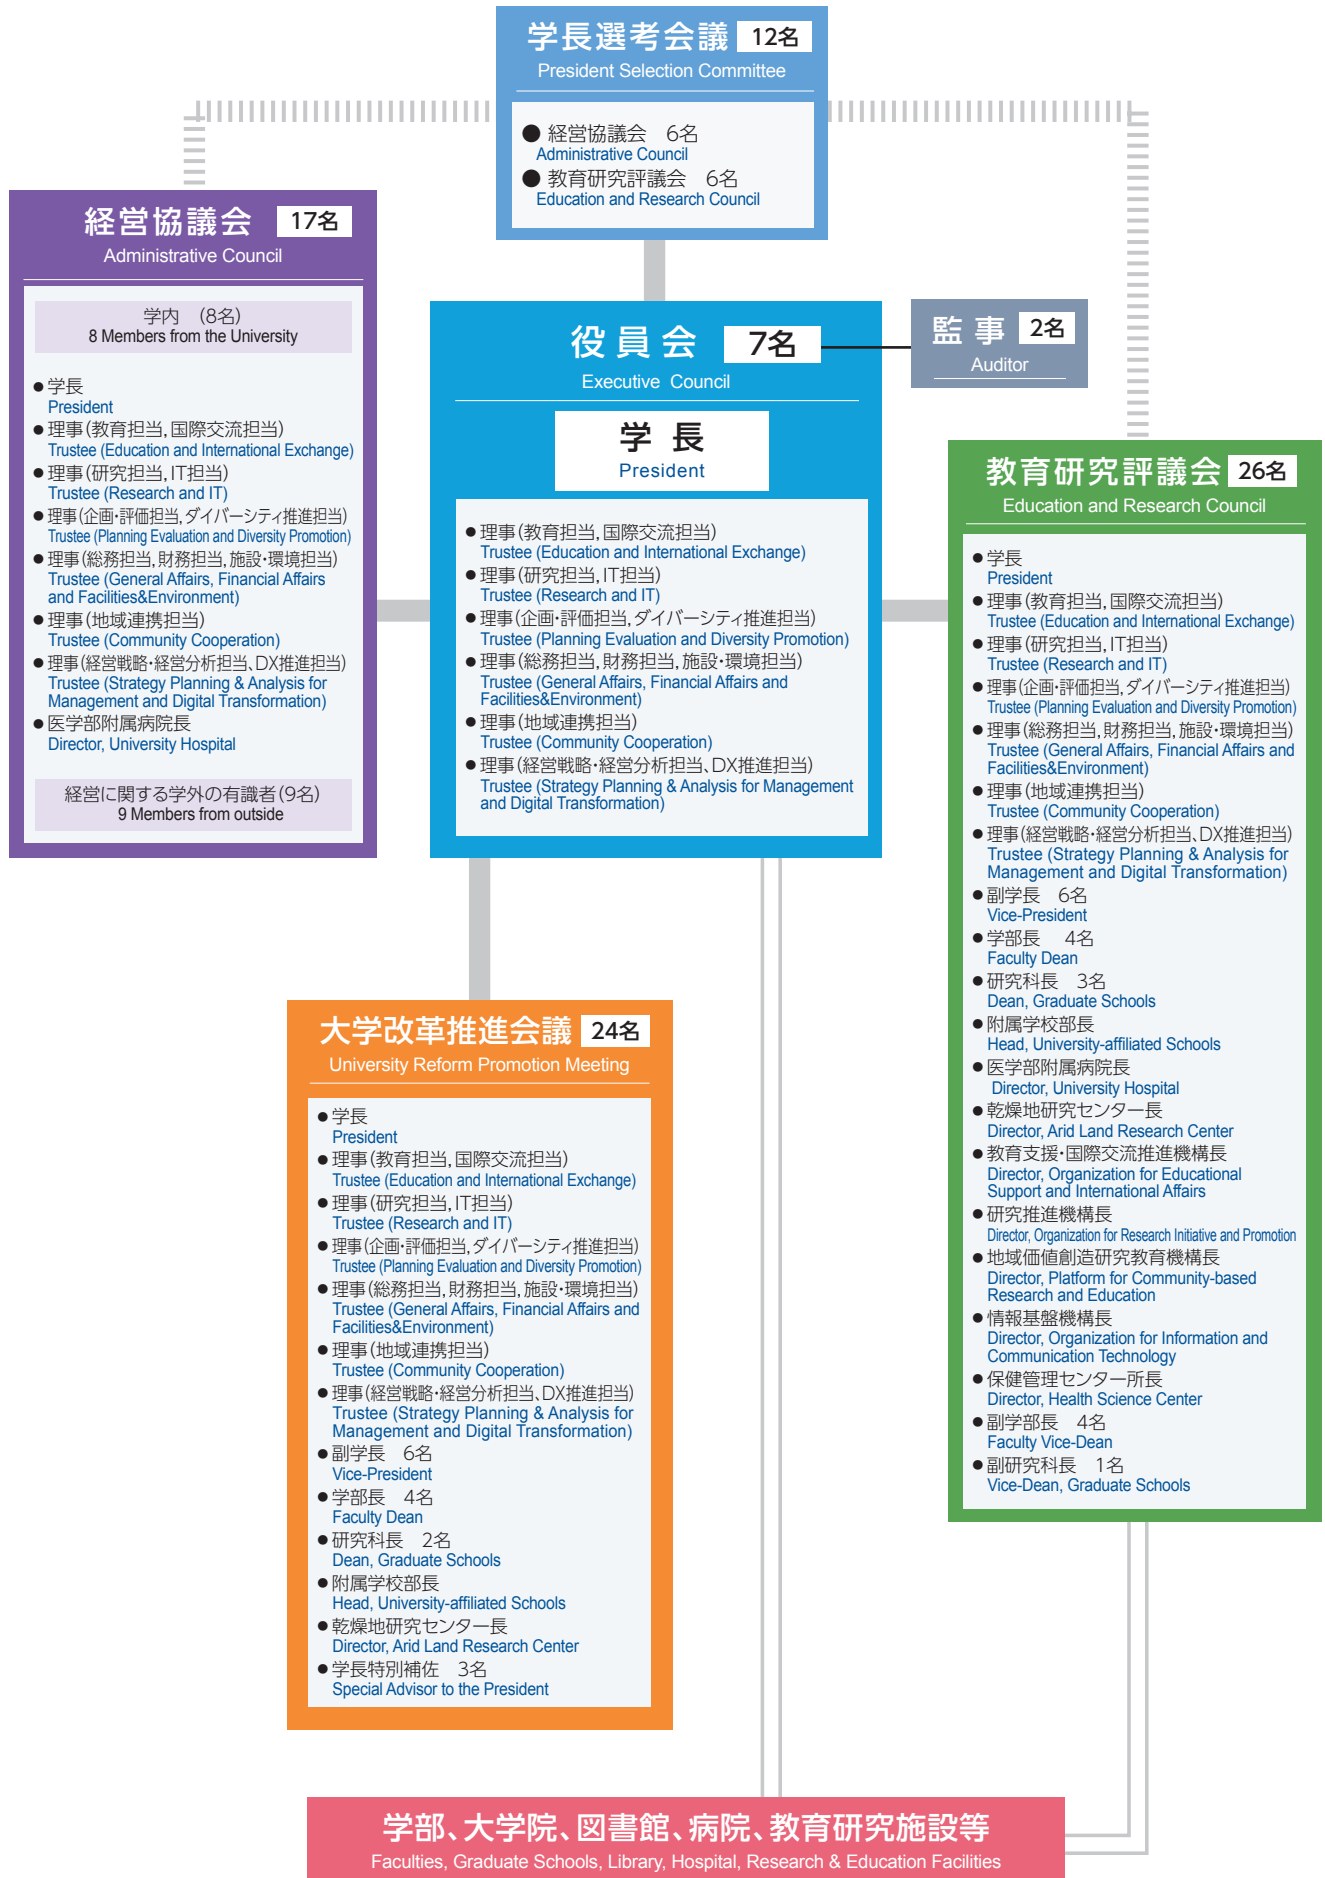 学長選考会議 12名
President Selection Committee
● 経営協議会 6名
Administrative Council
● 教育研究評議会 6名
Education and Research Council
経営協議会 17名
Administrative Council
学内 (8名)
8 Members from the University
●学長
President
●理事(教育担当,国際交流担当)
Trustee (Education and International Exchange)
●理事(研究担当,IT担当)
Trustee (Research and IT)
●理事(企画・評価担当,ダイバーシティ推進担当)
Trustee (Planning Evaluation and Diversity Promotion)
●理事(総務担当,財務担当,施設・環境担当)
Trustee (General Affairs, Financial Affairs
and Facilities&Environment)
●理事(地域連携担当)
Trustee (Community Cooperation)
●理事(経営戦略・経営分析担当、DX推進担当)
Trustee (Strategy Planning & Analysis for
Management and Digital Transformation)
●医学部附属病院長
Director, University Hospital
経営に関する学外の有識者(9名)
9 Members from outside
役員会 7名
Executive Council
学長
President
●理事(教育担当,国際交流担当)
Trustee (Education and International Exchange)
●理事(研究担当,IT担当)
Trustee (Research and IT)
●理事(企画・評価担当,ダイバーシティ推進担当)
Trustee (Planning Evaluation and Diversity Promotion)
●理事(総務担当,財務担当,施設・環境担当)
Trustee (General Affairs, Financial Affairs and
Facilities&Environment)
●理事(地域連携担当)
Trustee (Community Cooperation)
●理事(経営戦略・経営分析担当、DX推進担当)
Trustee (Strategy Planning & Analysis for Management
and Digital Transformation)
監事 2名
Auditor
教育研究評議会 26名
Education and Research Council
●学長
President
●理事(教育担当,国際交流担当)
Trustee (Education and International Exchange)
●理事(研究担当,IT担当)
Trustee (Research and IT)
●理事(企画・評価担当,ダイバーシティ推進担当)
Trustee (Planning Evaluation and Diversity Promotion)
●理事(総務担当,財務担当,施設・環境担当)
Trustee (General Affairs, Financial Affairs and
Facilities&Environment)
●理事(地域連携担当)
Trustee (Community Cooperation)
●理事(経営戦略・経営分析担当、DX推進担当)
Trustee (Strategy Planning & Analysis for
Management and Digital Transformation)
●副学長 6名
Vice-President
●学部長 4名
Faculty Dean
●研究科長 3名
Dean, Graduate Schools
●附属学校部長
Head, University-affiliated Schools
●医学部附属病院長
Director, University Hospital
●乾燥地研究センター長
Director, Arid Land Research Center
●教育支援・国際交流推進機構長
Director, Organization for Educational
Support and International Affairs
●研究推進機構長
Director, Organization for Research Initiative and Promotion
●地域価値創造研究教育機構長
Director, Platform for Community-based
Research and Education
●情報基盤機構長
Director, Organization for Information and
Communication Technology
●保健管理センター所長
Director, Health Science Center
●副学部長 4名
Faculty Vice-Dean
●副研究科長 1名
Vice-Dean, Graduate Schools
大学改革推進会議 24名
University Reform Promotion Meeting
●学長
President
●理事(教育担当,国際交流担当)
Trustee (Education and International Exchange)
●理事(研究担当,IT担当)
Trustee (Research and IT)
●理事(企画・評価担当,ダイバーシティ推進担当)
Trustee (Planning Evaluation and Diversity Promotion)
●理事(総務担当,財務担当,施設・環境担当)
Trustee (General Affairs, Financial Affairs and
Facilities&Environment)
●理事(地域連携担当)
Trustee (Community Cooperation)
●理事(経営戦略・経営分析担当、DX推進担当)
Trustee (Strategy Planning & Analysis for
Management and Digital Transformation)
●副学長 6名
Vice-President
●学部長 4名
Faculty Dean
●研究科長 2名
Dean, Graduate Schools
●附属学校部長
Head, University-affiliated Schools
●乾燥地研究センター長
Director, Arid Land Research Center
●学長特別補佐 3名
Special Advisor to the President
学部、大学院、図書館、病院、教育研究施設等
Faculties, Graduate Schools, Library, Hospital, Research & Education Facilities